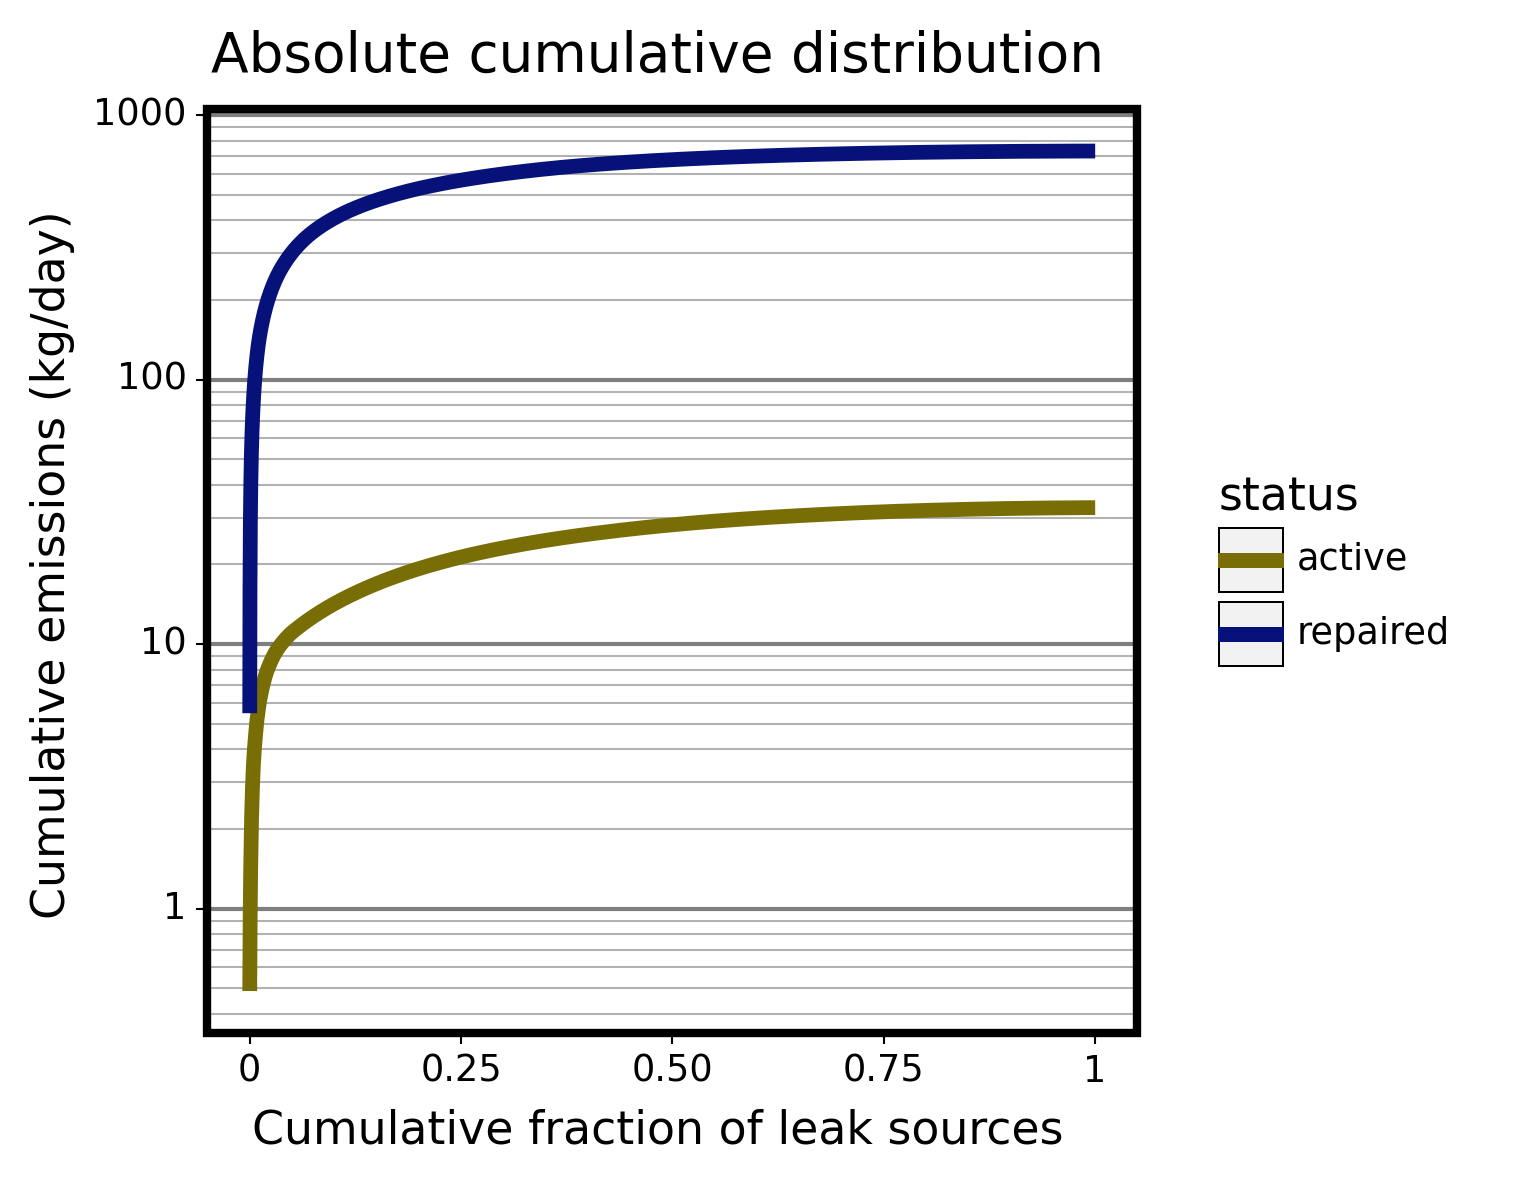 Absolute cumulative distribution
Cumulative emissions (kg/day)
1000
100
10
1
0 0.25 0.50 0.75 1
Cumulative fraction of leak sources
status
active
repaired